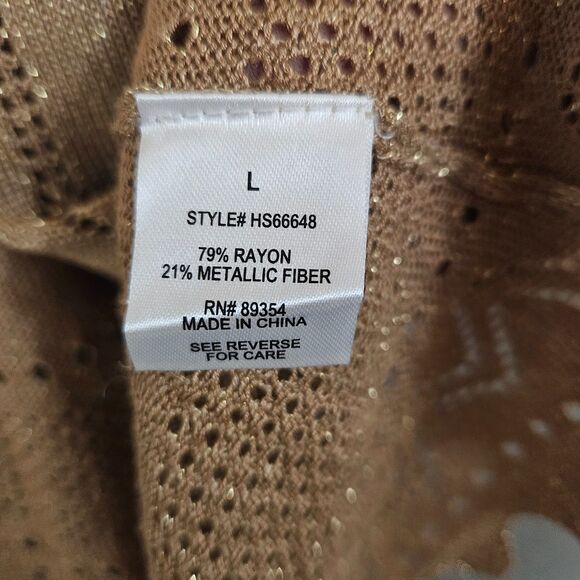 L
STYLE# HS66648
79% RAYON
21% METALLIC FIBER
RN# 89354
MADE IN CHINA
SEE REVERSE
FOR CARE